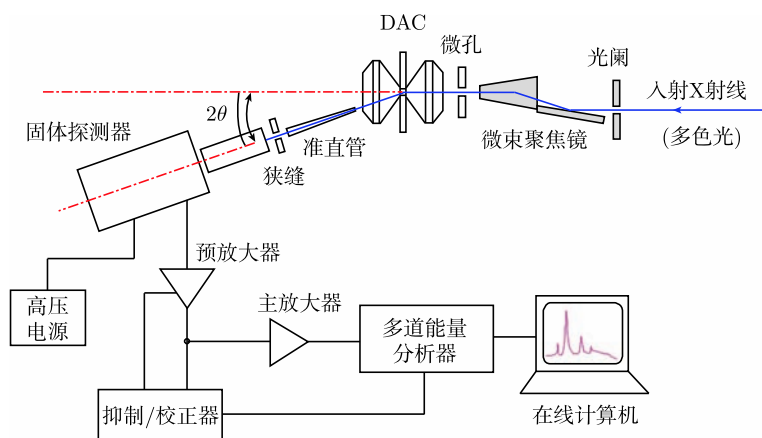 DAC
微孔
光阑
入射X射线
(多色光)
微束聚焦镜
2θ
准直管
狭缝
固体探测器
预放大器
高压
电源
主放大器
多道能量
分析器
抑制/校正器
在线计算机